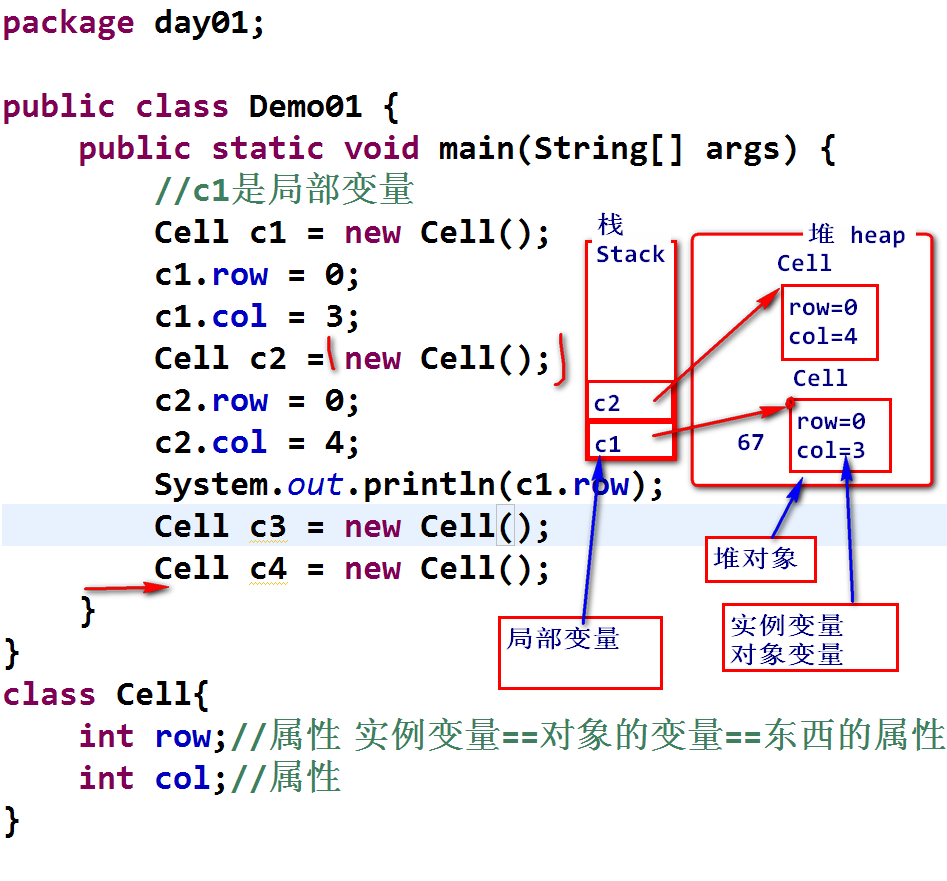 package day01;
public class Demo01 {
public static void main(String[] args) {
//c1是局部变量
Cell c1 = new Cell();
c1.row = 0;
c1.col = 3;
Cell c2 = new Cell();
c2.row = 0;
c2.col = 4;
System.out.println(c1.row);
Cell c3 = new Cell();
Cell c4 = new Cell();
}
}
class Cell{
int row;//属性 实例变量==对象的变量==东西的属性
int col;//属性
}
栈
Stack
c2
c1
堆 heap
Cell
row=0
col=4
Cell
67
row=0
col=3
堆对象
局部变量
实例变量
对象变量